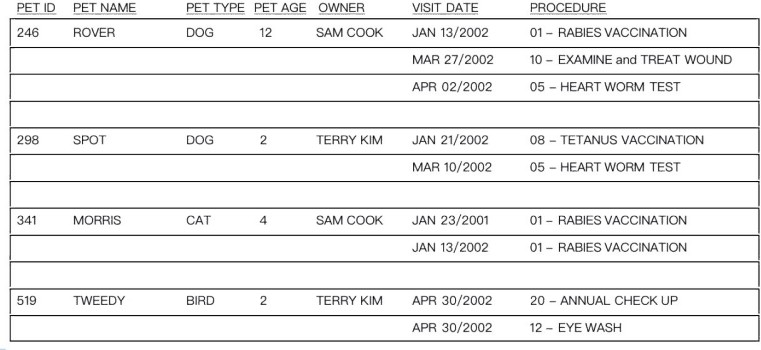 PET ID PET NAME PET TYPE PET AGE OWNER VISIT DATE PROCEDURE
246 ROVER DOG 12 SAM COOK JAN 13/2002 01 – RABIES VACCINATION
MAR 27/2002 10 – EXAMINE and TREAT WOUND
APR 02/2002 05 – HEART WORM TEST
298 SPOT DOG 2 TERRY KIM JAN 21/2002 08 – TETANUS VACCINATION
MAR 10/2002 05 – HEART WORM TEST
341 MORRIS CAT 4 SAM COOK JAN 23/2001 01 – RABIES VACCINATION
JAN 13/2002 01 – RABIES VACCINATION
519 TWEEDY BIRD 2 TERRY KIM APR 30/2002 20 – ANNUAL CHECK UP
APR 30/2002 12 – EYE WASH